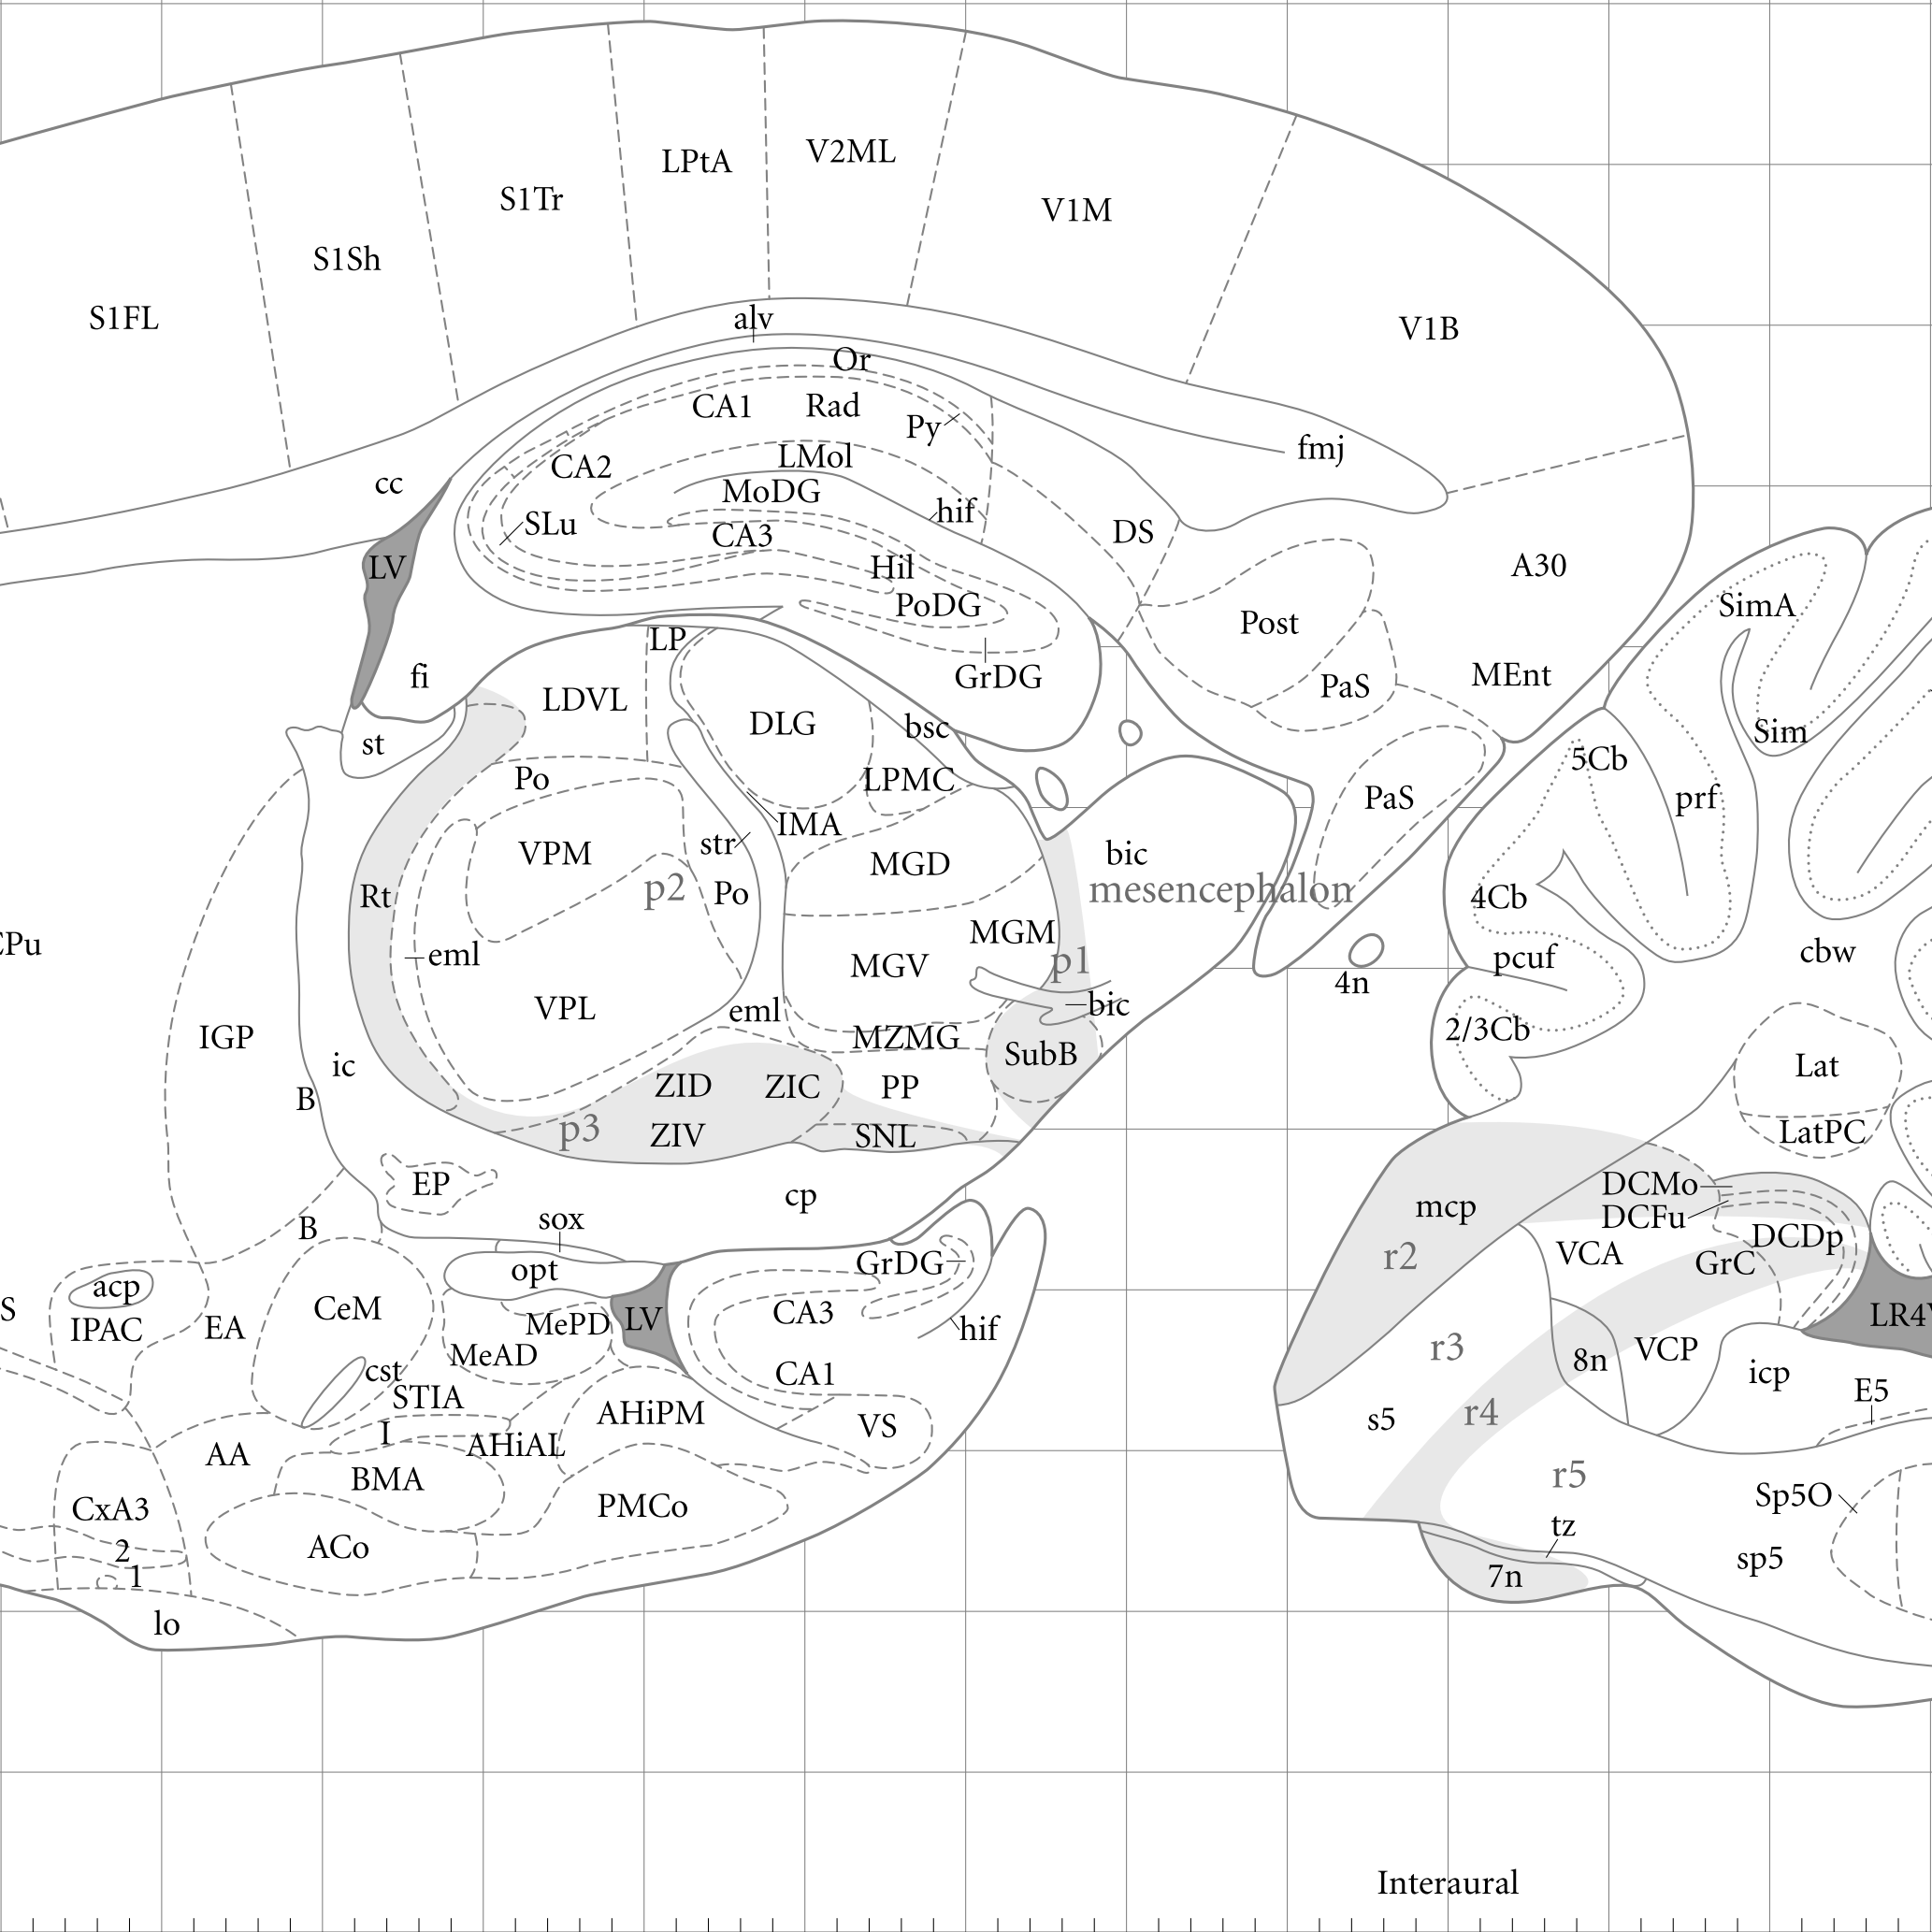 V2ML
LPtA
S1Tr
V1M
S1Sh
S1FL
alv
V1B
Or
CA1
Rad
Py
fmj
LMol
CA2
cc
MoDG
hif
SLu
DS
CA3
LV
Hil
A30
PoDG
SimA
Post
LP
fi
GrDG
MEnt
PaS
LDVL
DLG
bsc
Sim
st
5Cb
Po
LPMC
PaS
prf
IMA
str
VPM
MGD
bic
p2
mesencephalon
Rt
Po
4Cb
MGM
eml
MGV
p1
pcuf
cbw
4n
VPL
eml
bic
2/3Cb
IGP
MZMG
SubB
ic
Lat
ZID
ZIC
PP
B
p3
ZIV
SNL
LatPC
EP
DCMo
cp
mcp
DCFu
sox
B
DCDp
r2
VCA
GrC
GrDG
opt
acp
CeM
CA3
LV
LR4V
IPAC
EA
MePD
hif
r3
VCP
MeAD
8n
cst
CA1
icp
E5
STIA
AHiPM
r4
s5
VS
I
AHiAL
AA
BMA
r5
Sp5O
CxA3
PMCo
tz
2
ACo
sp5
1
7n
lo
Interaural